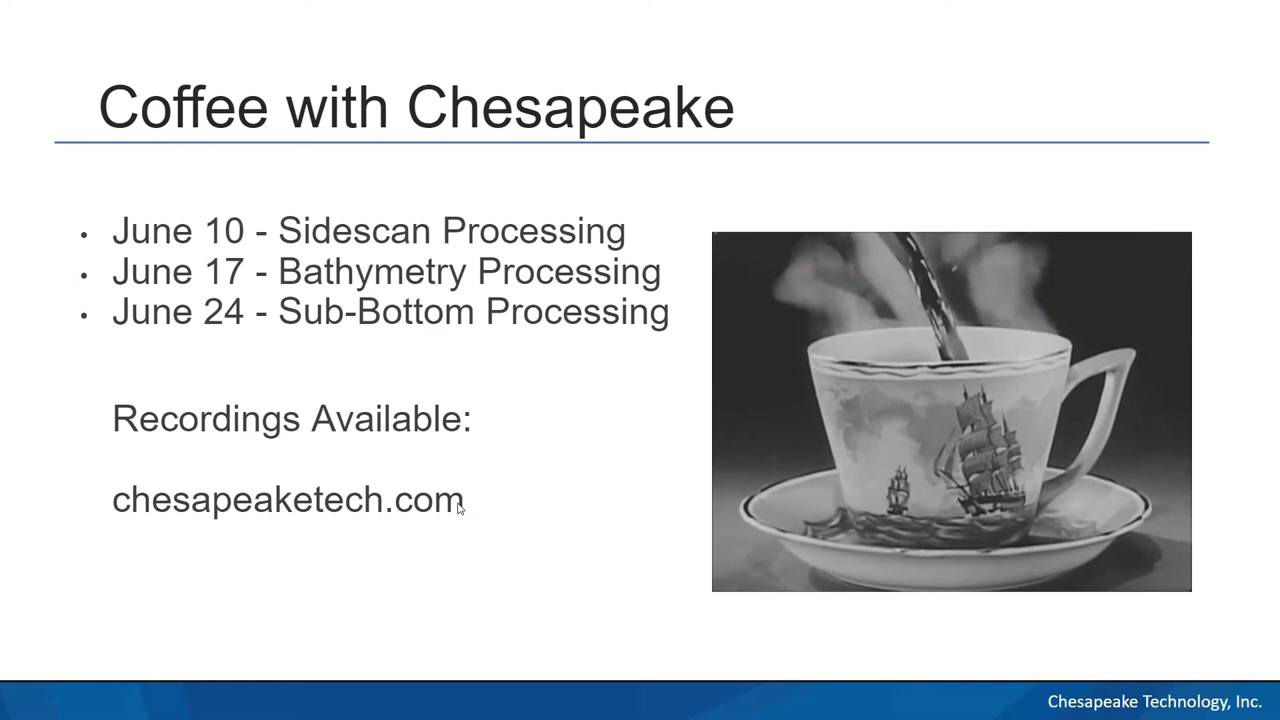 Coffee with Chesapeake
• June 10 - Sidescan Processing
• June 17 - Bathymetry Processing
• June 24 - Sub-Bottom Processing
Recordings Available:
chesapeaketech.com
Chesapeake Technology, Inc.